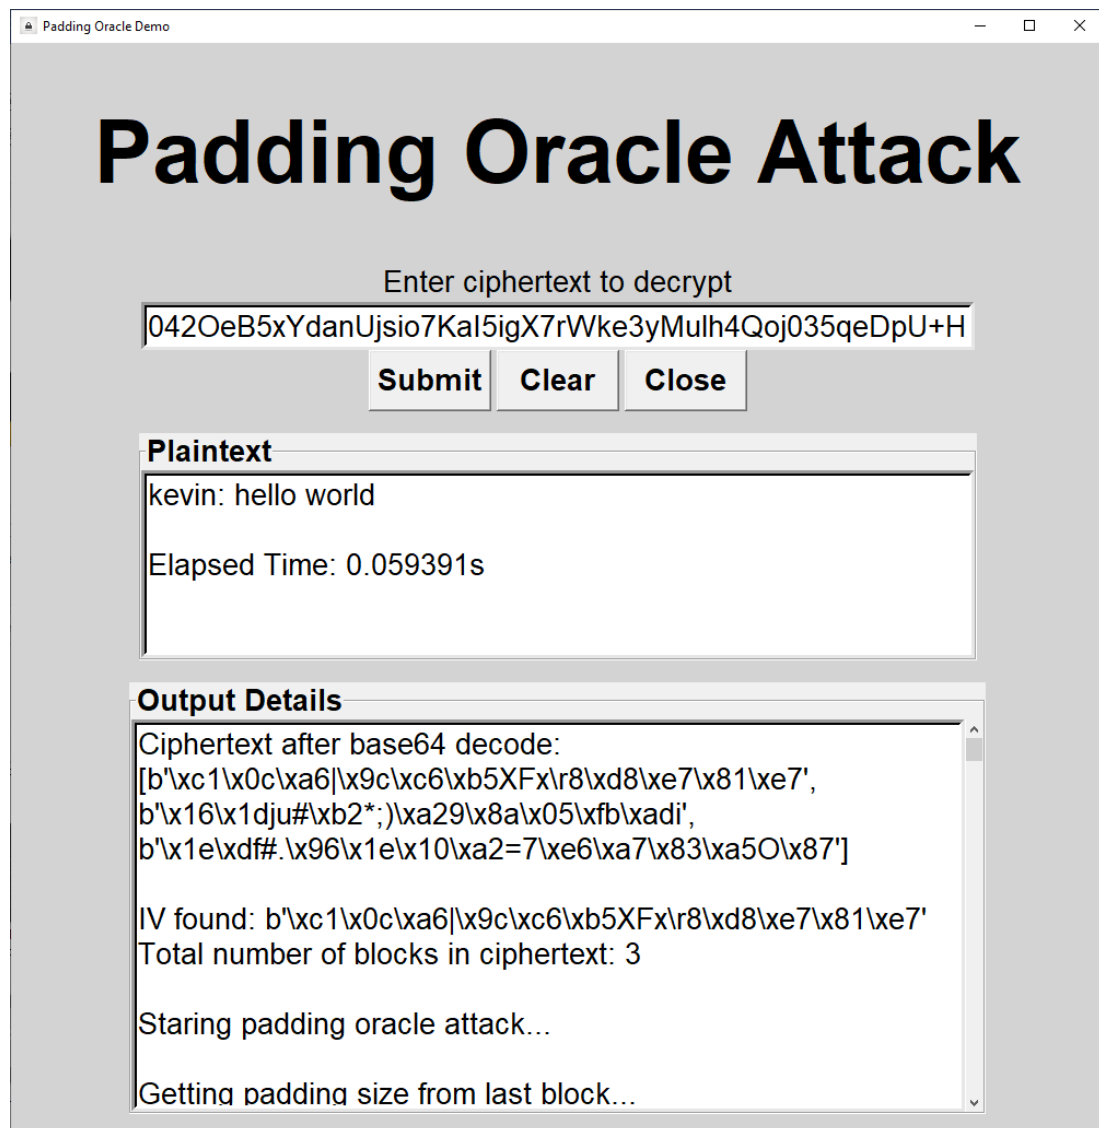 Padding Oracle Demo
Padding Oracle Attack
Enter ciphertext to decrypt
042OeB5xYdanUjsio7KaI5igX7rWke3yMulh4Qoj035qeDpU+H
Submit Clear Close
Plaintext
kevin: hello world
Elapsed Time: 0.059391s
Output Details
Ciphertext after base64 decode:
[b'\xc1\x0c\xa6|\x9c\xc6\xb5XFx\r8\xd8\xe7\x81\xe7',
b'\x16\x1dju#\xb2*;)\xa29\x8a\x05\xfb\xadi',
b'\x1e\xdf#.\x96\x1e\x10\xa2=7\xe6\xa7\x83\xa5O\x87']
IV found: b'\xc1\x0c\xa6|\x9c\xc6\xb5XFx\r8\xd8\xe7\x81\xe7'
Total number of blocks in ciphertext: 3
Staring padding oracle attack...
Getting padding size from last block...